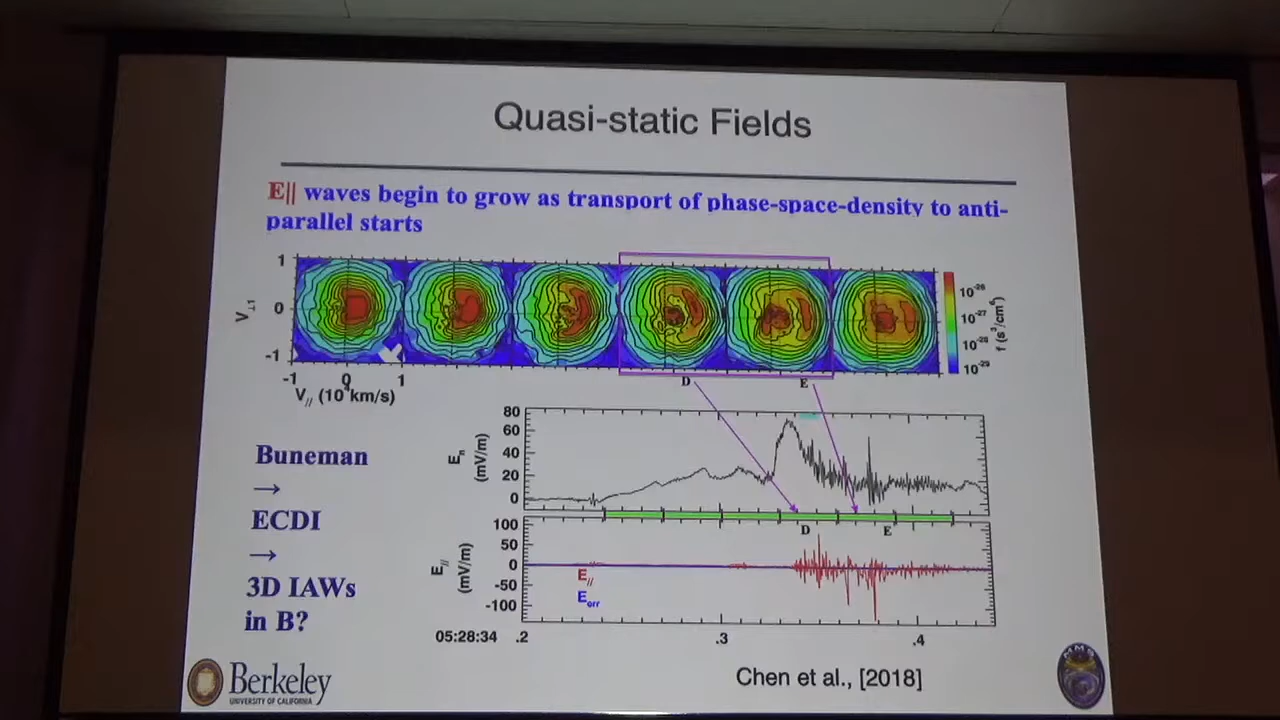 Quasi-static Fields
E|| waves begin to grow as transport of phase-space-density to anti-
parallel starts
1
0
-1
V⊥1
-1 0 1
V// (10⁴km/s)
10⁻²⁶
10⁻²⁷
10⁻²⁸
10⁻²⁹
f (s³/cm⁶)
D E
80
60
40
20
0
En
(mV/m)
D E
100
50
0
-50
-100
E//
(mV/m)
E//
Eerr
05:28:34 .2 .3 .4
Buneman
→
ECDI
→
3D IAWs
in B?
Berkeley
UNIVERSITY OF CALIFORNIA
Chen et al., [2018]
MMS